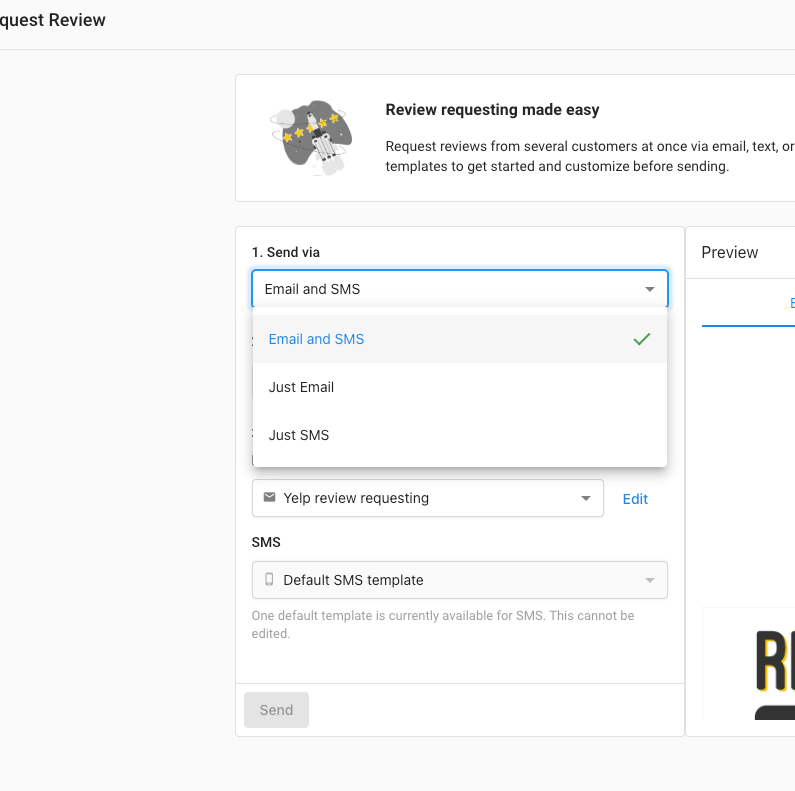 quest Review
Review requesting made easy
Request reviews from several customers at once via email, text, or
templates to get started and customize before sending.
1. Send via
Email and SMS
Preview
Email and SMS
Just Email
Just SMS
Yelp review requesting
Edit
SMS
Default SMS template
One default template is currently available for SMS. This cannot be
edited.
Send